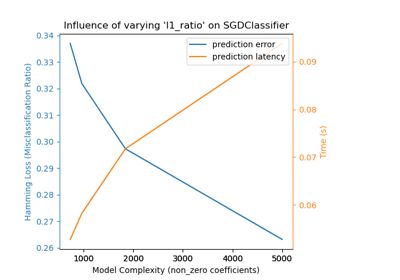 Influence of varying 'l1_ratio' on SGDClassifier
prediction error
prediction latency
0.34
0.33
0.32
0.31
0.30
0.29
0.28
0.27
0.26
Hamming Loss (Misclassification Ratio)
0.09
0.08
0.07
0.06
Time (s)
1000 2000 3000 4000 5000
Model Complexity (non_zero coefficients)